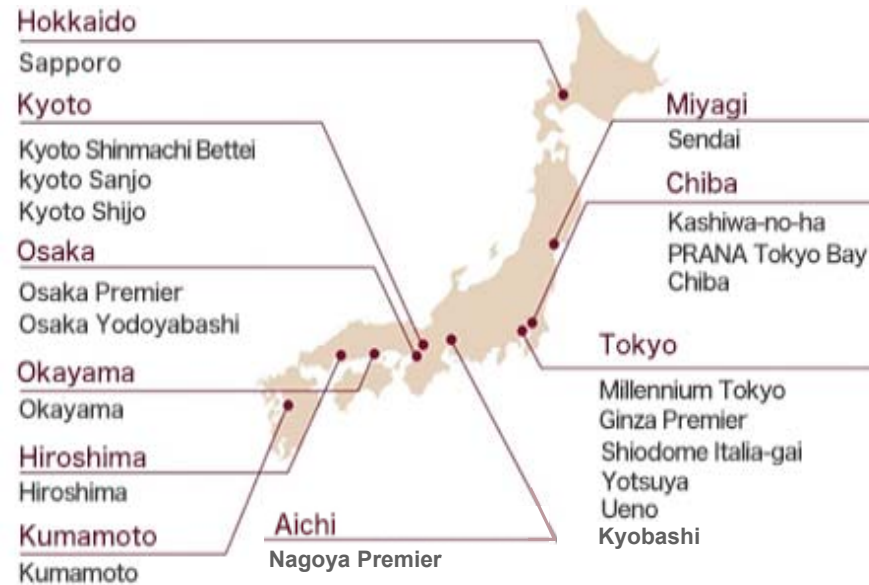 Hokkaido
Sapporo
Kyoto
Kyoto Shinmachi Bettei
kyoto Sanjo
Kyoto Shijo
Osaka
Osaka Premier
Osaka Yodoyabashi
Okayama
Okayama
Hiroshima
Hiroshima
Kumamoto
Kumamoto
Aichi
Nagoya Premier
Miyagi
Sendai
Chiba
Kashiwa-no-ha
PRANA Tokyo Bay
Chiba
Tokyo
Millennium Tokyo
Ginza Premier
Shiodome Italia-gai
Yotsuya
Ueno
Kyobashi